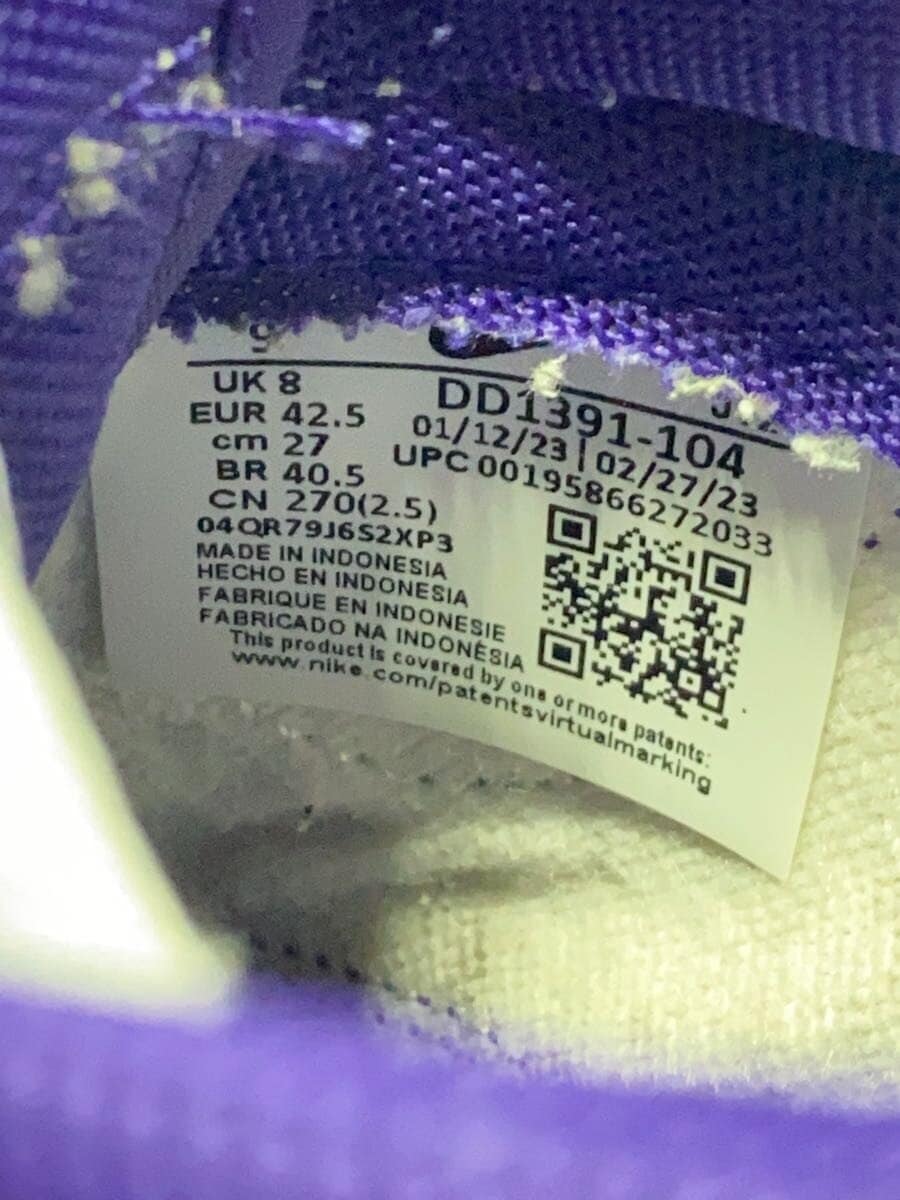 UK 8
EUR 42.5
cm 27
BR 40.5
CN 270(2.5)
04QR79J6S2XP3
DD1391-104
01/12/23 | 02/27/23
UPC 00195866272033
MADE IN INDONESIA
HECHO EN INDONESIA
FABRIQUE EN INDONESIE
FABRICADO NA INDONÉSIA
This product is covered by one or more patents:
www.nike.com/patentsvirtualmarking